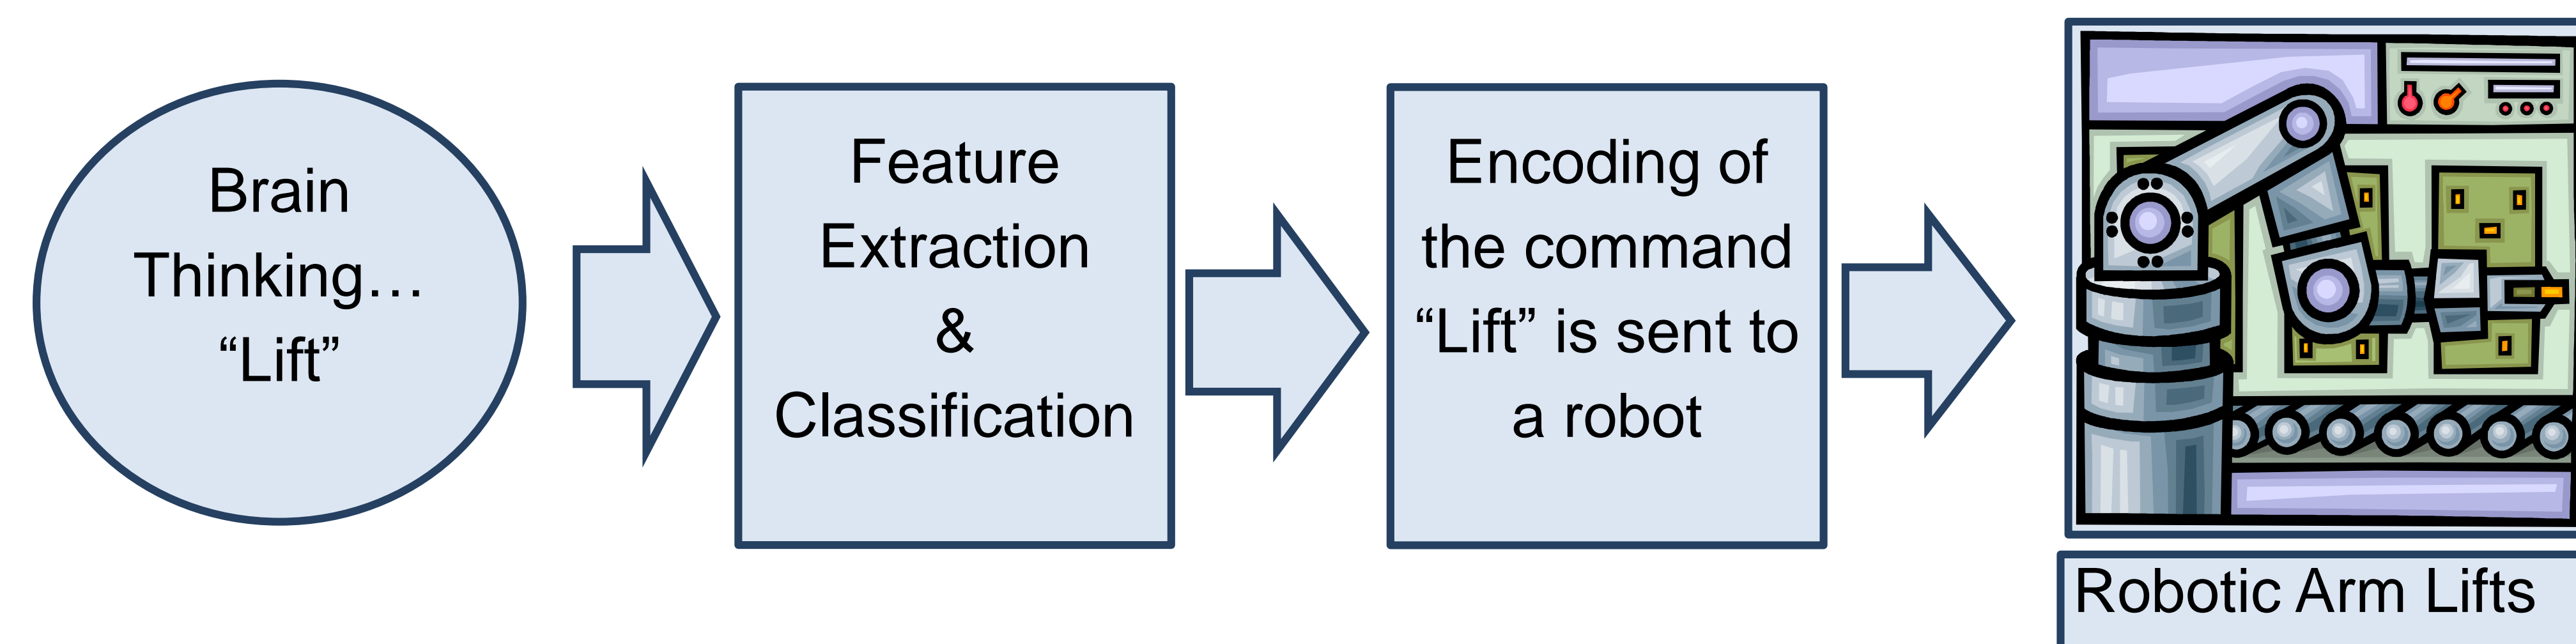 Brain
Thinking…
“Lift”
Feature
Extraction
&
Classification
Encoding of
the command
“Lift” is sent to
a robot
Robotic Arm Lifts